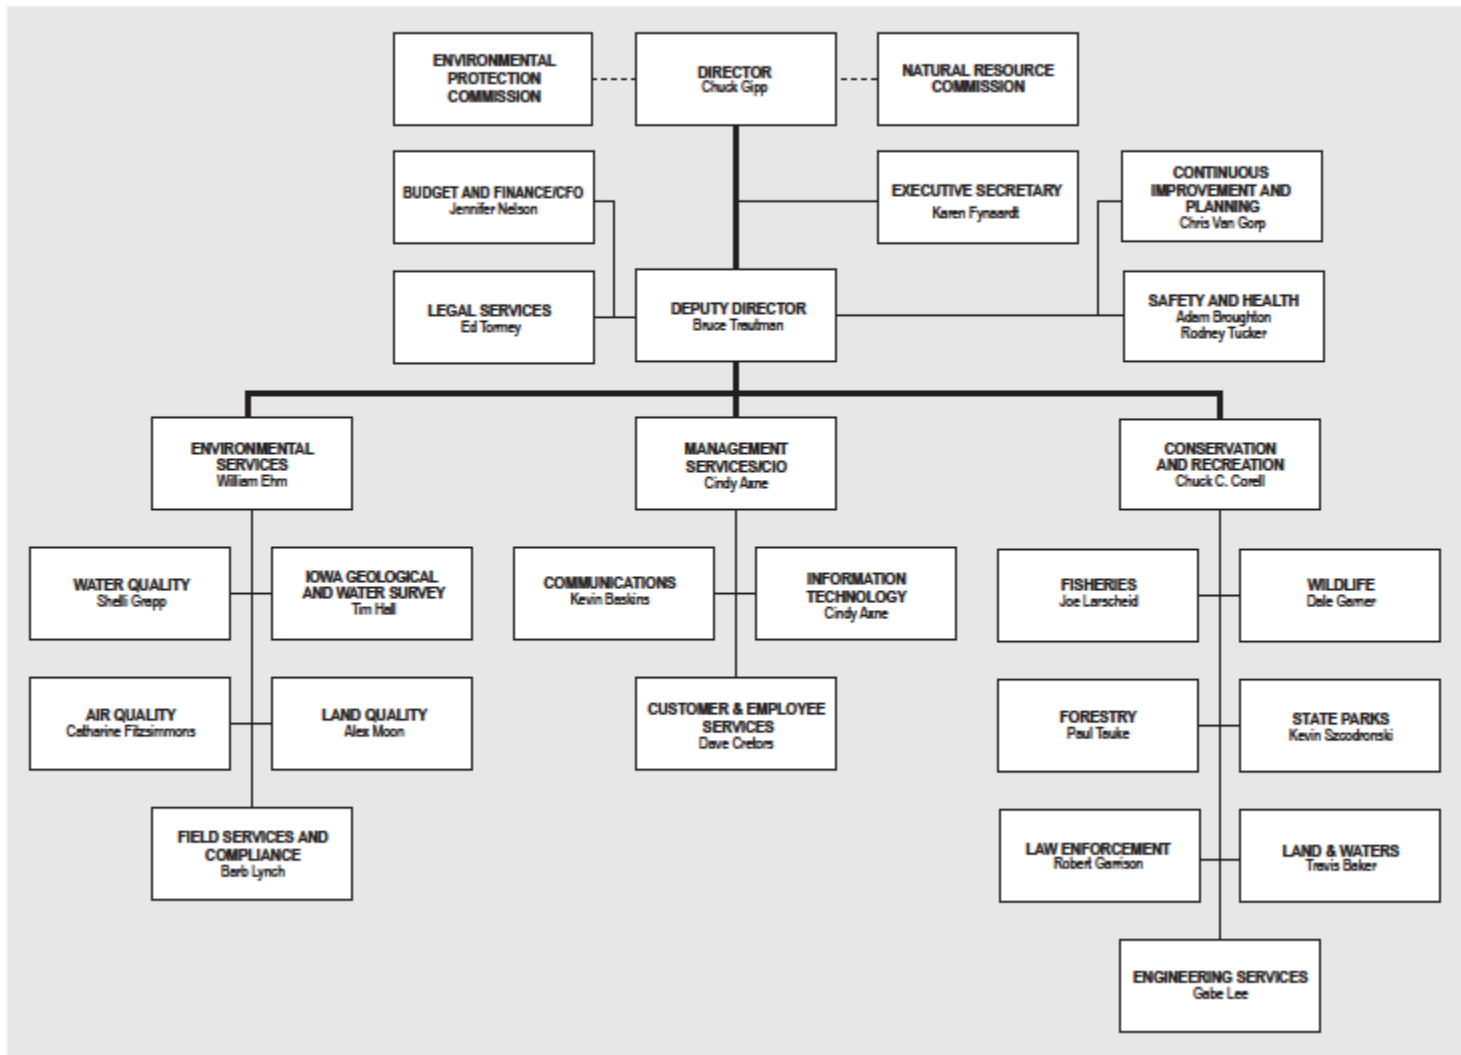 ENVIRONMENTAL
PROTECTION
COMMISSION
DIRECTOR
Chuck Gipp
NATURAL RESOURCE
COMMISSION
BUDGET AND FINANCE/CFO
Jennifer Nelson
EXECUTIVE SECRETARY
Karen Fynaardt
CONTINUOUS
IMPROVEMENT AND
PLANNING
Chris Van Gorp
LEGAL SERVICES
Ed Tormey
DEPUTY DIRECTOR
Bruce Trautman
SAFETY AND HEALTH
Adam Broughton
Rodney Tucker
ENVIRONMENTAL
SERVICES
William Ehm
MANAGEMENT
SERVICES/CIO
Cindy Axne
CONSERVATION
AND RECREATION
Chuck C. Corell
WATER QUALITY
Shelli Grapp
IOWA GEOLOGICAL
AND WATER SURVEY
Tim Hall
COMMUNICATIONS
Kevin Baskins
INFORMATION
TECHNOLOGY
Cindy Axne
FISHERIES
Joe Larscheid
WILDLIFE
Dale Garner
AIR QUALITY
Catharine Fitzsimmons
LAND QUALITY
Alex Moon
CUSTOMER & EMPLOYEE
SERVICES
Dave Cretors
FORESTRY
Paul Tauke
STATE PARKS
Kevin Szcodronski
FIELD SERVICES AND
COMPLIANCE
Barb Lynch
LAW ENFORCEMENT
Robert Garrison
LAND & WATERS
Travis Baker
ENGINEERING SERVICES
Gabe Lee